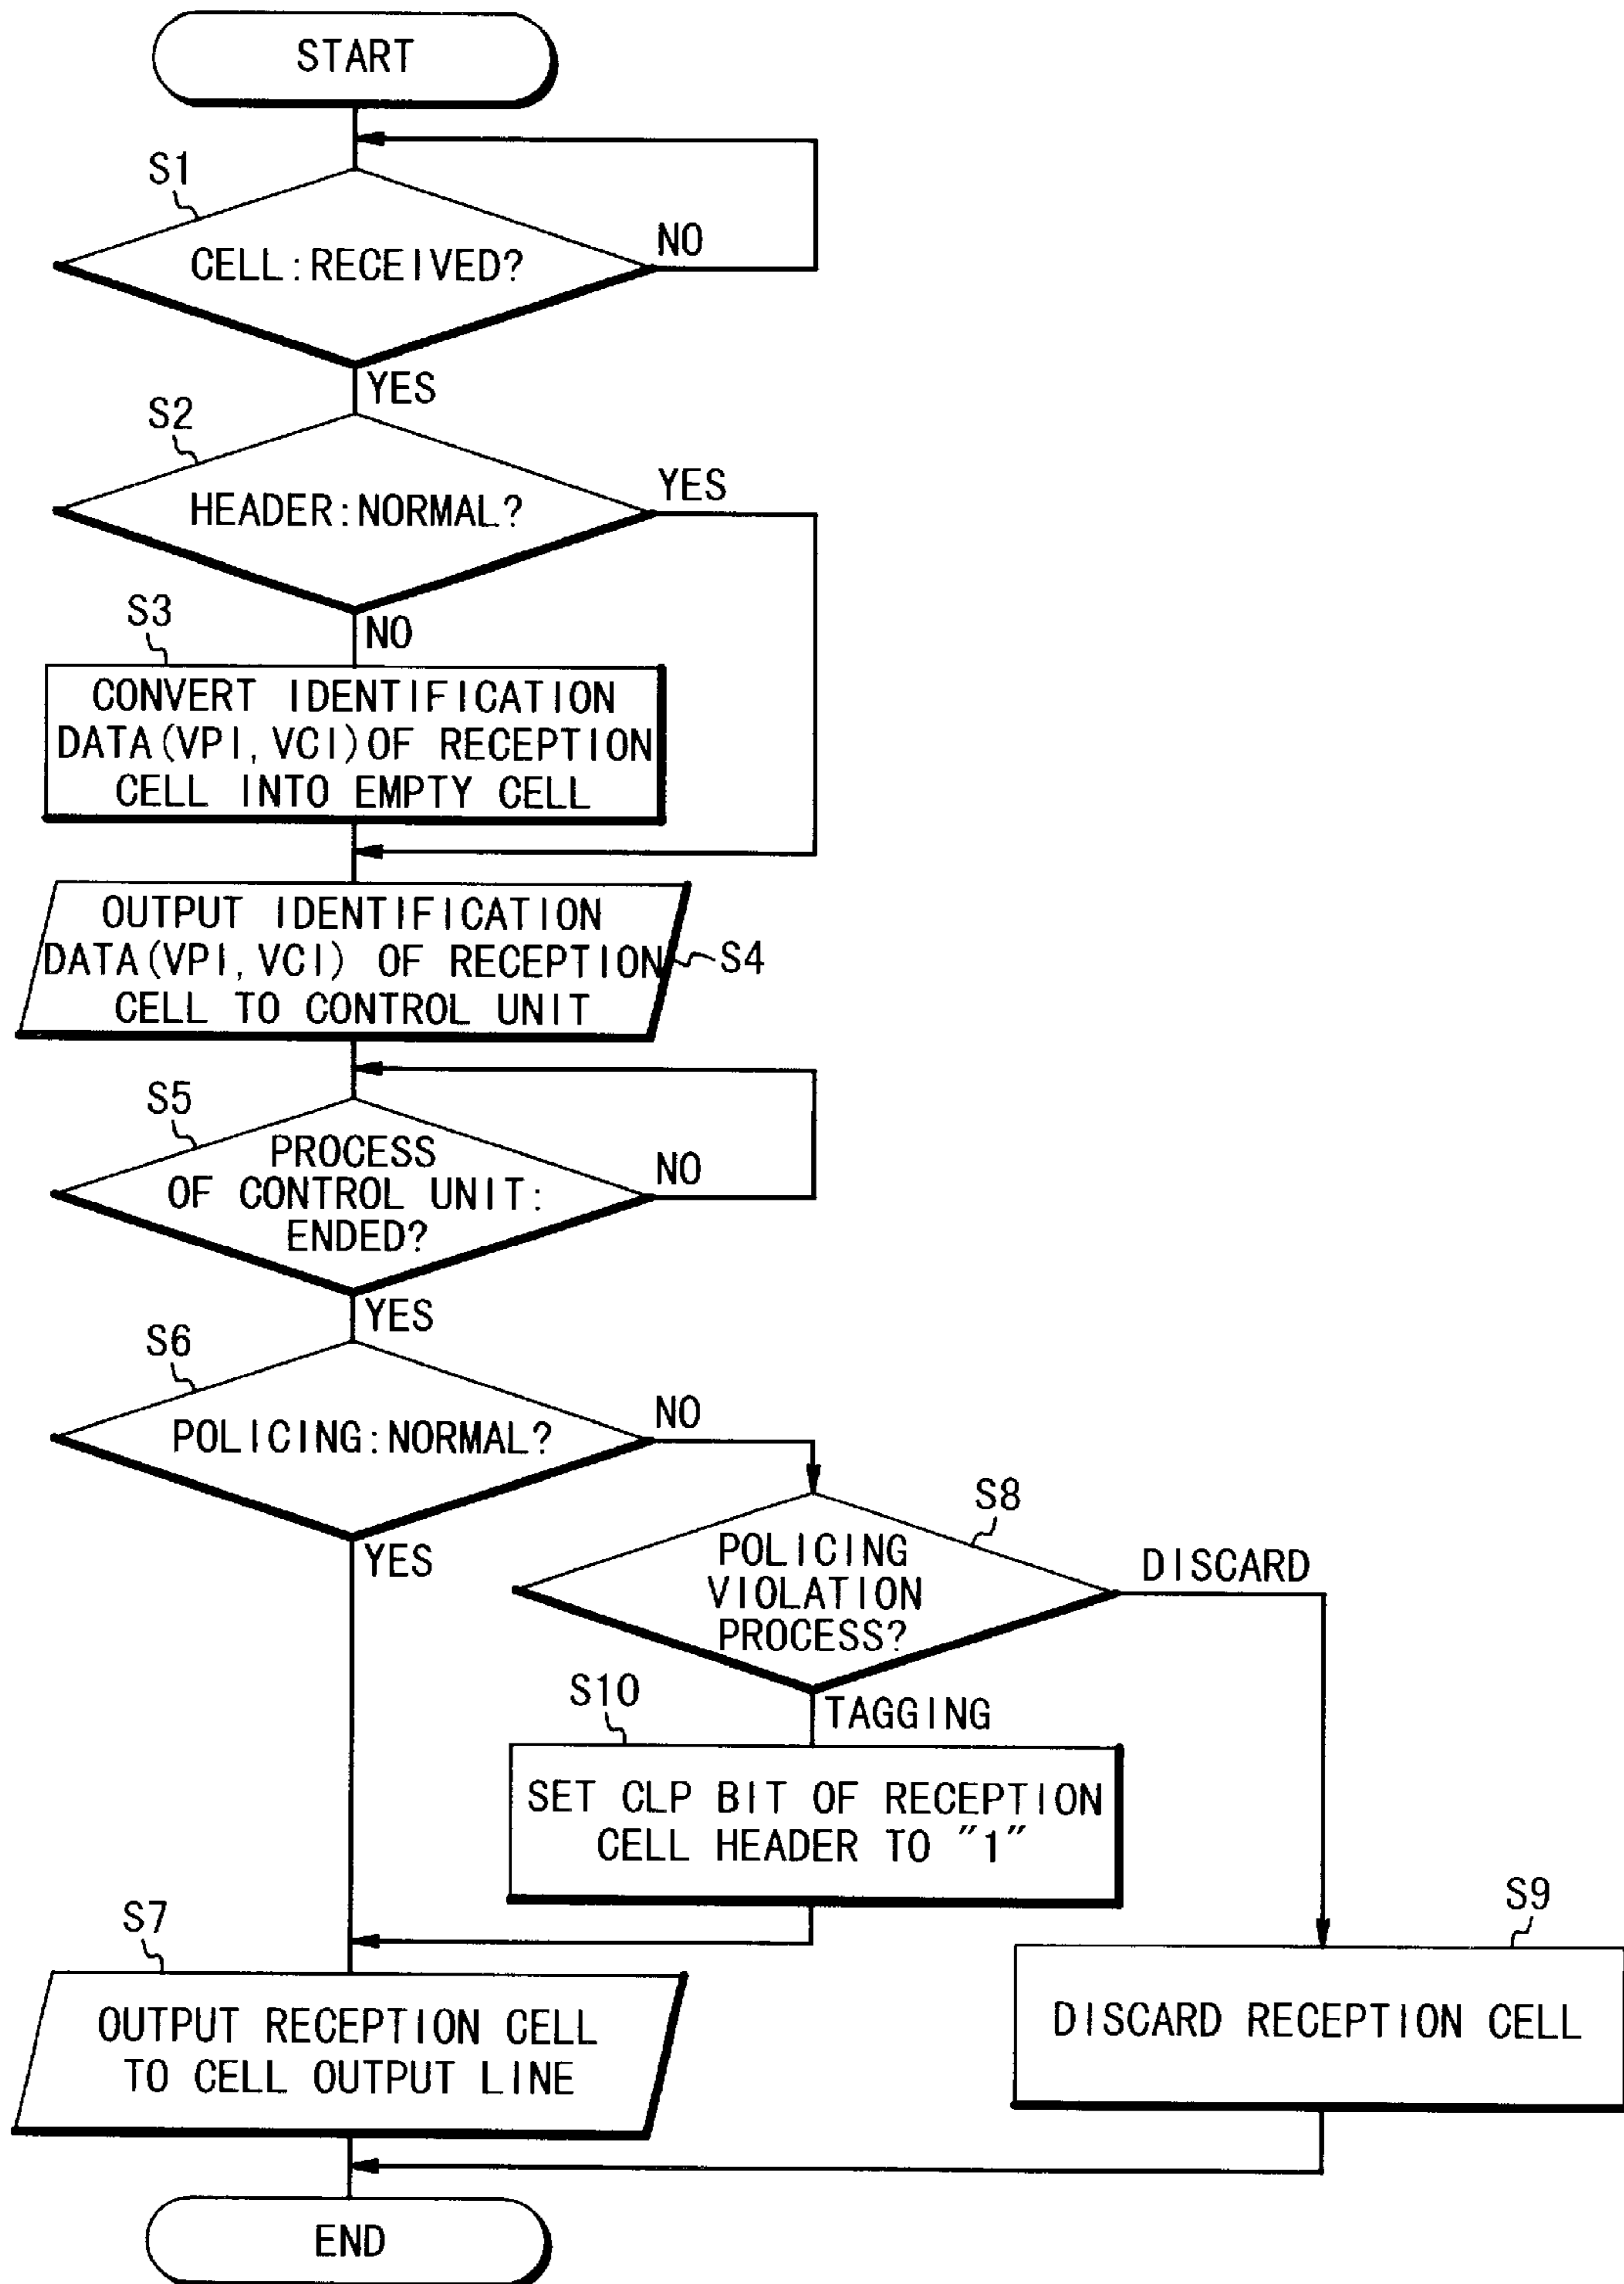 START
S1
CELL:RECEIVED?
NO
YES
S2
HEADER:NORMAL?
YES
NO
S3
CONVERT IDENTIFICATION
DATA(VPI,VCI)OF RECEPTION
CELL INTO EMPTY CELL
OUTPUT IDENTIFICATION
DATA(VPI,VCI) OF RECEPTION
CELL TO CONTROL UNIT
S4
S5
PROCESS
OF CONTROL UNIT:
ENDED?
NO
YES
S6
POLICING:NORMAL?
NO
YES
S8
POLICING
VIOLATION
PROCESS?
DISCARD
TAGGING
S10
SET CLP BIT OF RECEPTION
CELL HEADER TO "1"
S7
OUTPUT RECEPTION CELL
TO CELL OUTPUT LINE
S9
DISCARD RECEPTION CELL
END